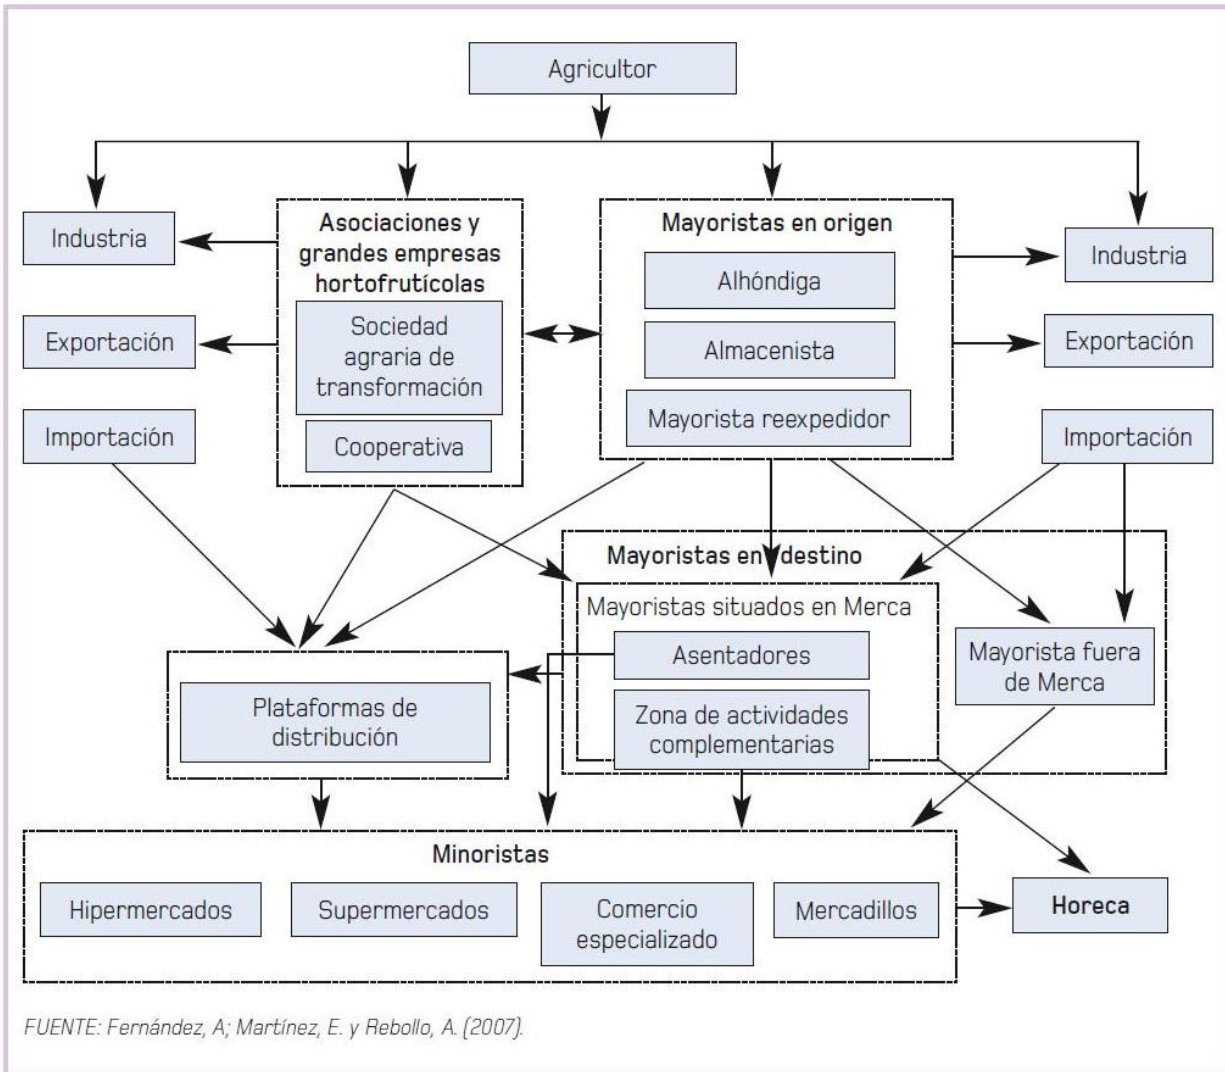 Agricultor
Industria
Asociaciones y
grandes empresas
hortofrutícolas
Sociedad
agraria de
transformación
Cooperativa
Mayoristas en origen
Alhóndiga
Almacenista
Mayorista reexpedidor
Industria
Exportación
Importación
Exportación
Importación
Mayoristas en destino
Mayoristas situados en Merca
Asentadores
Zona de actividades
complementarias
Mayorista fuera
de Merca
Plataformas de
distribución
Minoristas
Hipermercados
Supermercados
Comercio
especializado
Mercadillos
Horeca
FUENTE: Fernández, A; Martínez, E. y Rebollo, A. (2007).